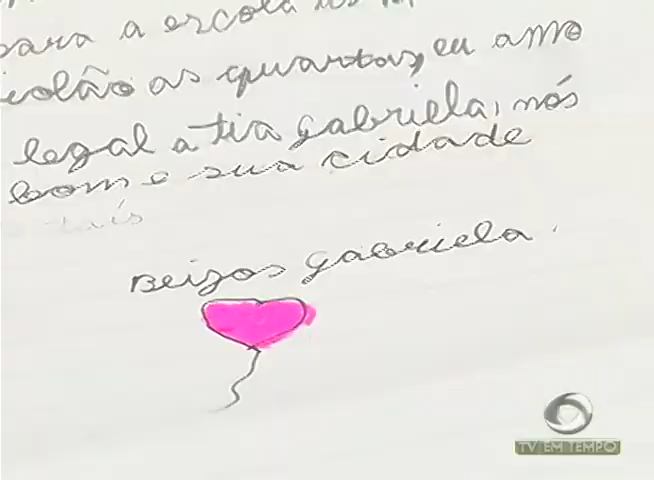 para a escola
violão as quartas, eu amo
legal a tia gabriela, nós
bom e sua cidade
tais
Beijos gabriela.
TV EM TEMPO